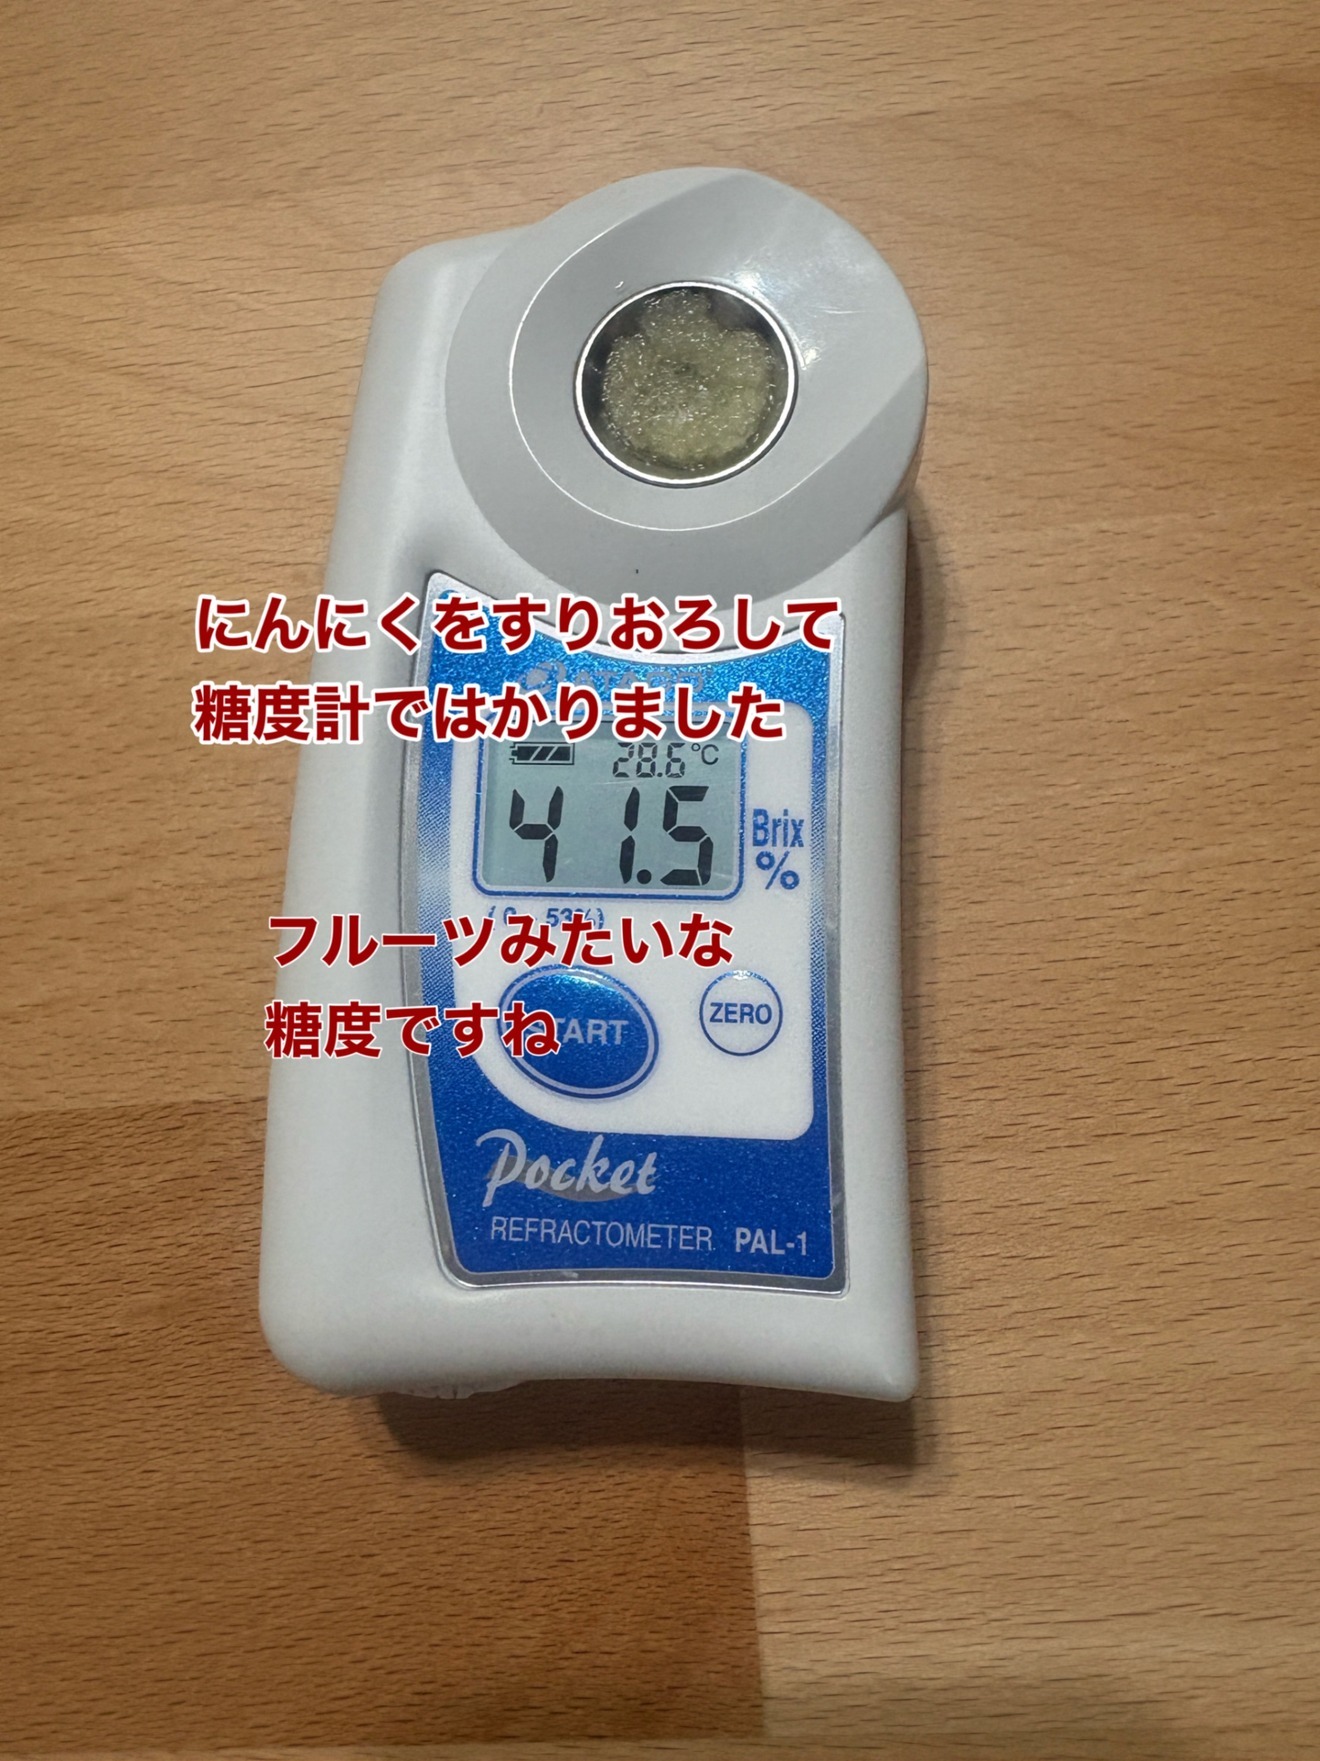 にんにくをすりおろして
糖度計ではかりました
28.6℃
41.5
Brix
%
フルーツみたいな
糖度ですね
START
ZERO
Pocket
REFRACTOMETER PAL-1